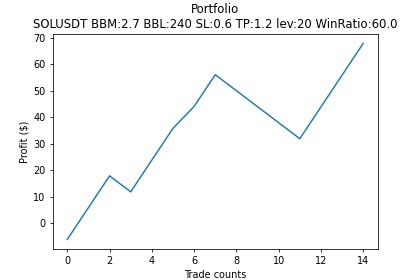 Portfolio
SOLUSDT BBM:2.7 BBL:240 SL:0.6 TP:1.2 lev:20 WinRatio:60.0
70
60
50
40
30
20
10
0
Profit ($)
0 2 4 6 8 10 12 14
Trade counts